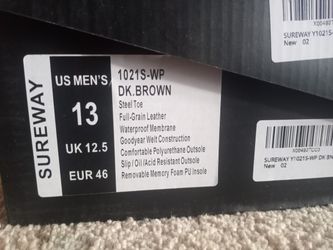 SUREWAY Y1021S-WP
New 02
SUREWAY
US MEN'S
13
UK 12.5
EUR 46
1021S-WP
DK.BROWN
Steel Toe
Full-Grain Leather
Waterproof Membrane
Goodyear Welt Construction
Comfortable Polyurethane Outsole
Slip / Oil/Acid Resistant Outsole
Removable Memory Foam PU Insole
SUREWAY Y1021S-WP DK.BR
New 02